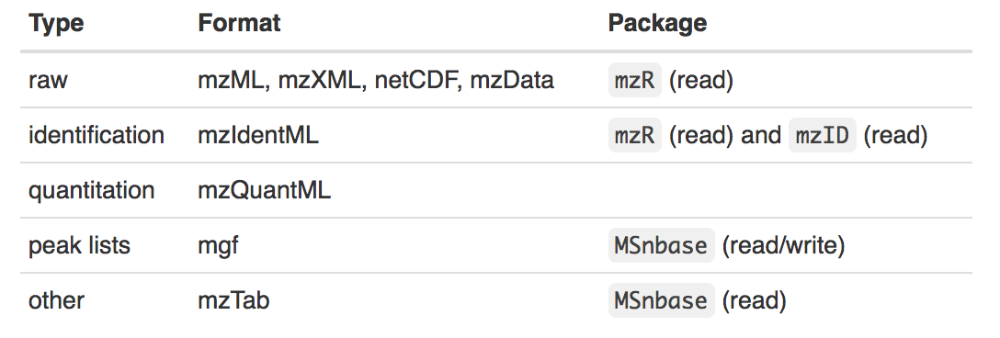 Type Format Package
raw mzML, mzXML, netCDF, mzData mzR (read)
identification mzIdentML mzR (read) and mzID (read)
quantitation mzQuantML
peak lists mgf MSnbase (read/write)
other mzTab MSnbase (read)